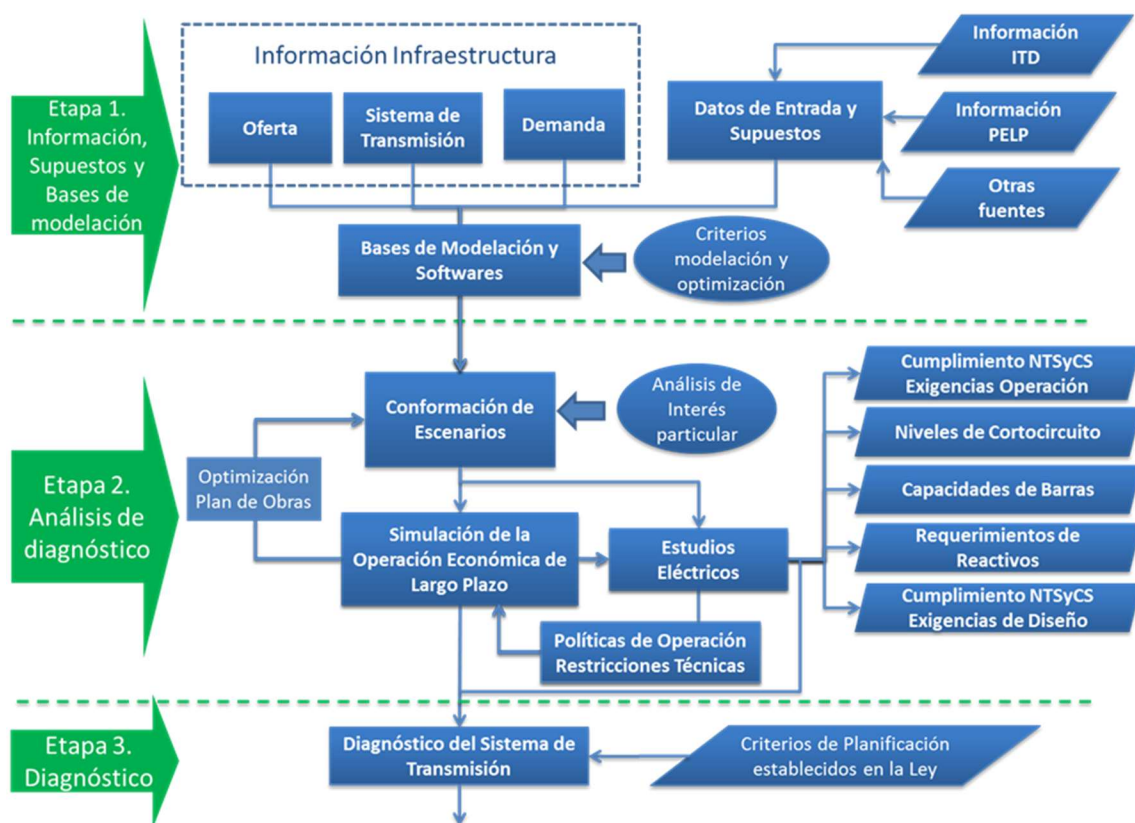 Etapa 1.
Información,
Supuestos y
Bases de
modelación
Información Infraestructura
Oferta
Sistema de
Transmisión
Demanda
Datos de Entrada y
Supuestos
Información
ITD
Información
PELP
Otras
fuentes
Bases de Modelación y
Softwares
Criterios
modelación y
optimización
Etapa 2.
Análisis de
diagnóstico
Conformación de
Escenarios
Análisis de
Interés
particular
Optimización
Plan de Obras
Simulación de la
Operación Económica de
Largo Plazo
Estudios
Eléctricos
Políticas de Operación
Restricciones Técnicas
Cumplimiento NTSyCS
Exigencias Operación
Niveles de Cortocircuito
Capacidades de Barras
Requerimientos de
Reactivos
Cumplimiento NTSyCS
Exigencias de Diseño
Etapa 3.
Diagnóstico
Diagnóstico del Sistema de
Transmisión
Criterios de Planificación
establecidos en la Ley